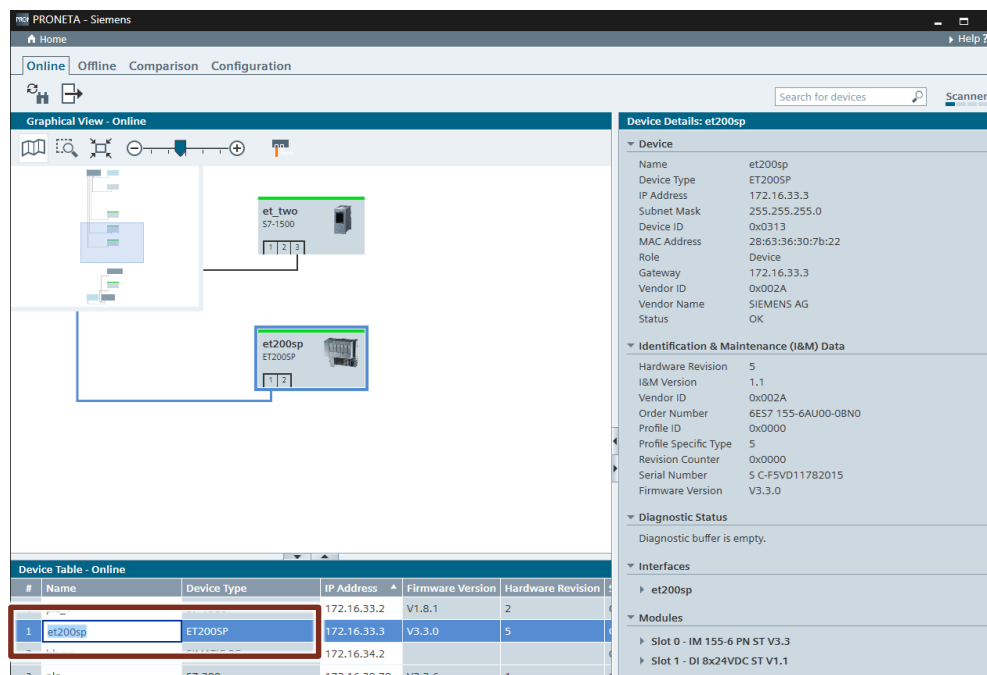 PRONETA - Siemens
Home
Help ?
Online Offline Comparison Configuration
Search for devices
Scanner
Graphical View - Online
et_two
S7-1500
1 2 3
et200sp
ET200SP
1 2
Device Table - Online
# Name Device Type IP Address Firmware Version Hardware Revision
172.16.33.2 V1.8.1 2
1 et200sp ET200SP 172.16.33.3 V3.3.0 5
172.16.34.2
Device Details: et200sp
Device
Name et200sp
Device Type ET200SP
IP Address 172.16.33.3
Subnet Mask 255.255.255.0
Device ID 0x0313
MAC Address 28:63:36:30:7b:22
Role Device
Gateway 172.16.33.3
Vendor ID 0x002A
Vendor Name SIEMENS AG
Status OK
Identification & Maintenance (I&M) Data
Hardware Revision 5
I&M Version 1.1
Vendor ID 0x002A
Order Number 6ES7 155-6AU00-0BN0
Profile ID 0x0000
Profile Specific Type 5
Revision Counter 0x0000
Serial Number S C-F5VD11782015
Firmware Version V3.3.0
Diagnostic Status
Diagnostic buffer is empty.
Interfaces
et200sp
Modules
Slot 0 - IM 155-6 PN ST V3.3
Slot 1 - DI 8x24VDC ST V1.1